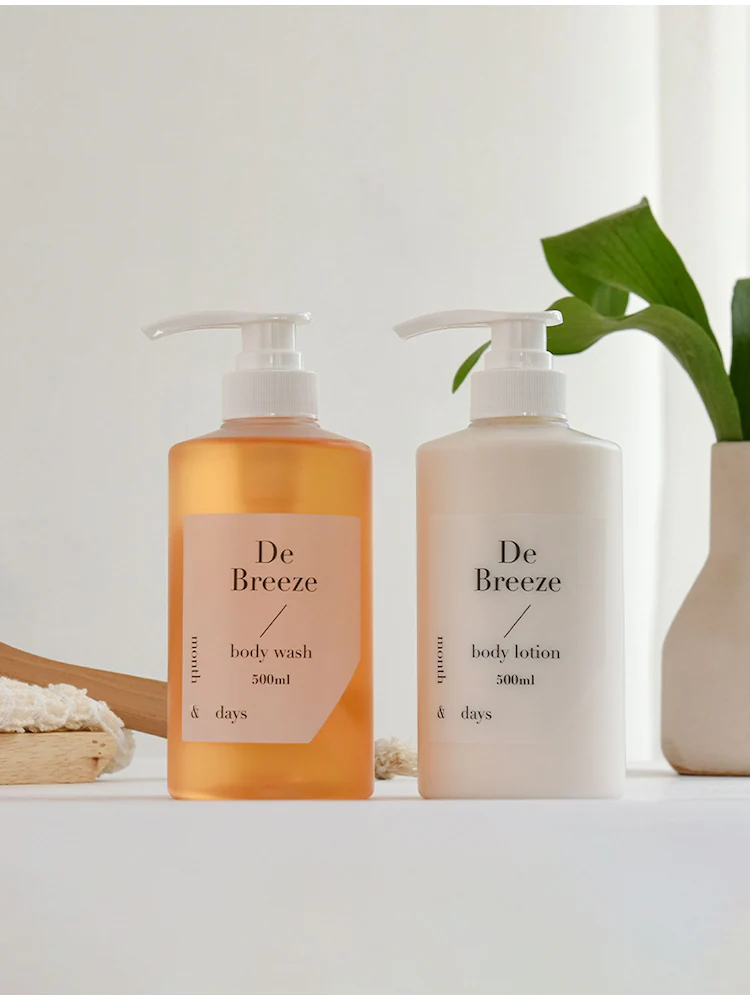 De
Breeze
body wash
500ml
month
& days
De
Breeze
body lotion
500ml
month
& days